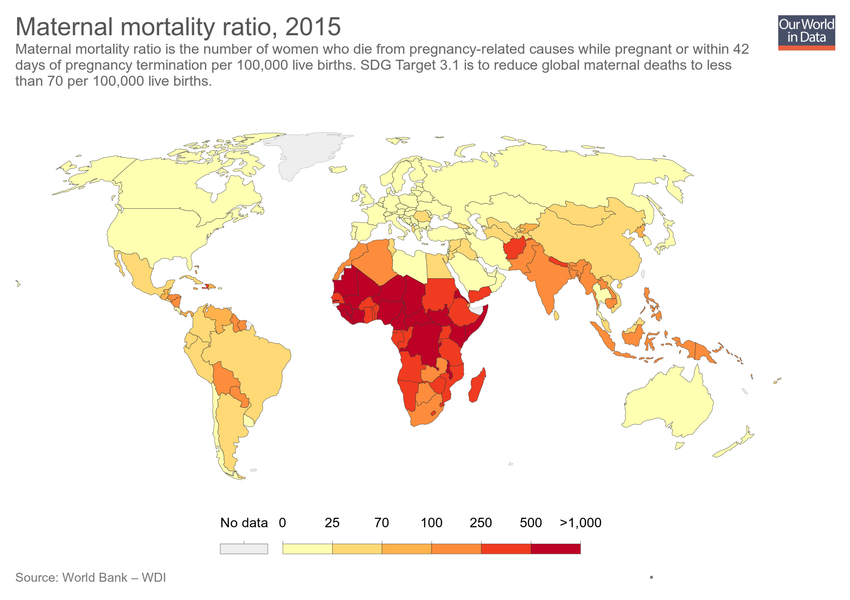 Maternal mortality ratio, 2015
Our World
in Data
Maternal mortality ratio is the number of women who die from pregnancy-related causes while pregnant or within 42
days of pregnancy termination per 100,000 live births. SDG Target 3.1 is to reduce global maternal deaths to less
than 70 per 100,000 live births.
No data 0 25 70 100 250 500 >1,000
Source: World Bank – WDI